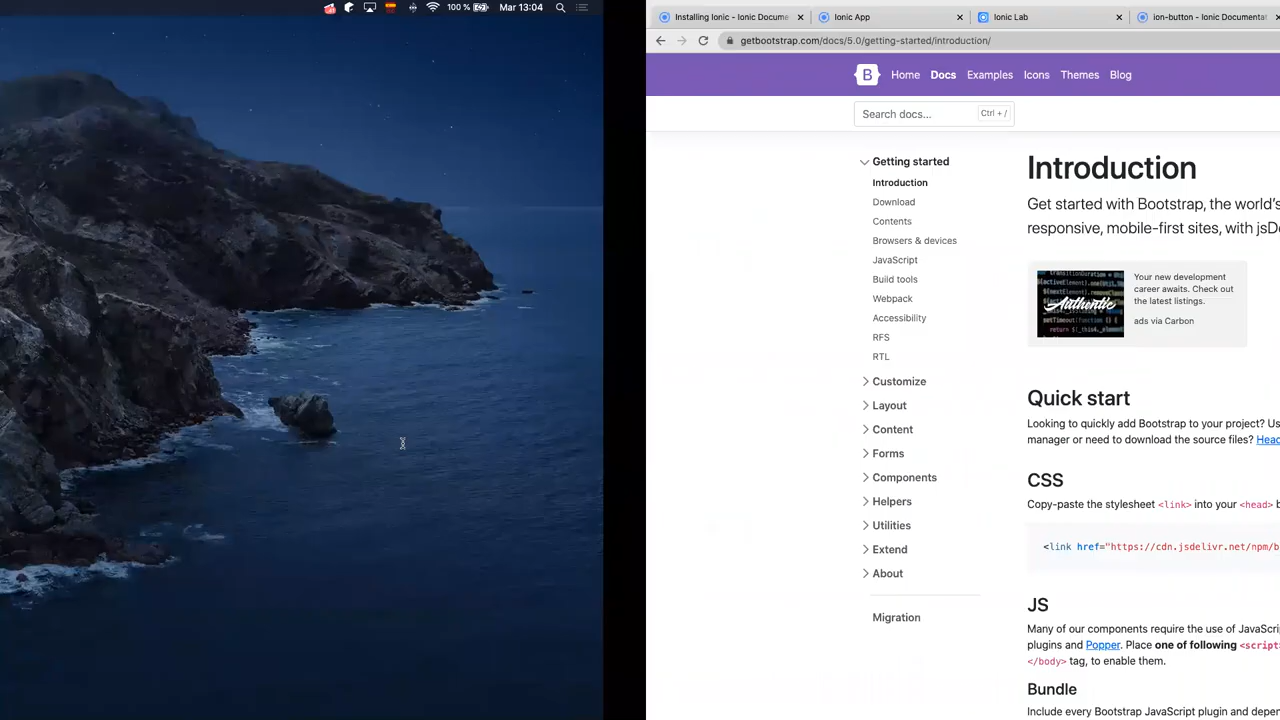 100 %
Mar 13:04
Installing Ionic - Ionic Docume
Ionic App
Ionic Lab
ion-button - Ionic Documentat
getbootstrap.com/docs/5.0/getting-started/introduction/
B
Home
Docs
Examples
Icons
Themes
Blog
Search docs...
Ctrl + /
Getting started
Introduction
Download
Contents
Browsers & devices
JavaScript
Build tools
Webpack
Accessibility
RFS
RTL
Customize
Layout
Content
Forms
Components
Helpers
Utilities
Extend
About
Migration
Introduction
Get started with Bootstrap, the world's
responsive, mobile-first sites, with jsD
Authentic
Your new development
career awaits. Check out
the latest listings.
ads via Carbon
Quick start
Looking to quickly add Bootstrap to your project? Us
manager or need to download the source files? Head
CSS
Copy-paste the stylesheet <link> into your <head> b
<link href="https://cdn.jsdelivr.net/npm/b
JS
Many of our components require the use of JavaScri
plugins and Popper. Place one of following <script>
</body> tag, to enable them.
Bundle
Include every Bootstrap JavaScript plugin and depen